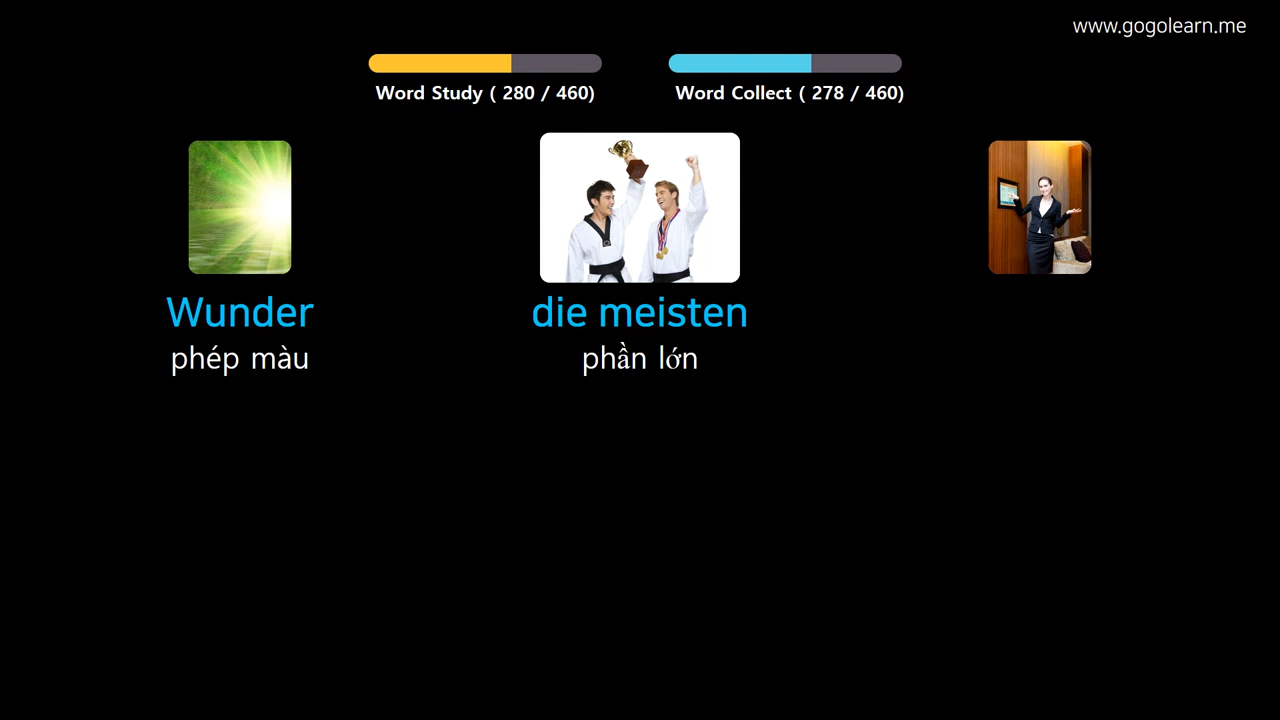 www.gogolearn.me
Word Study ( 280 / 460)
Word Collect ( 278 / 460)
Wunder
phép màu
die meisten
phần lớn